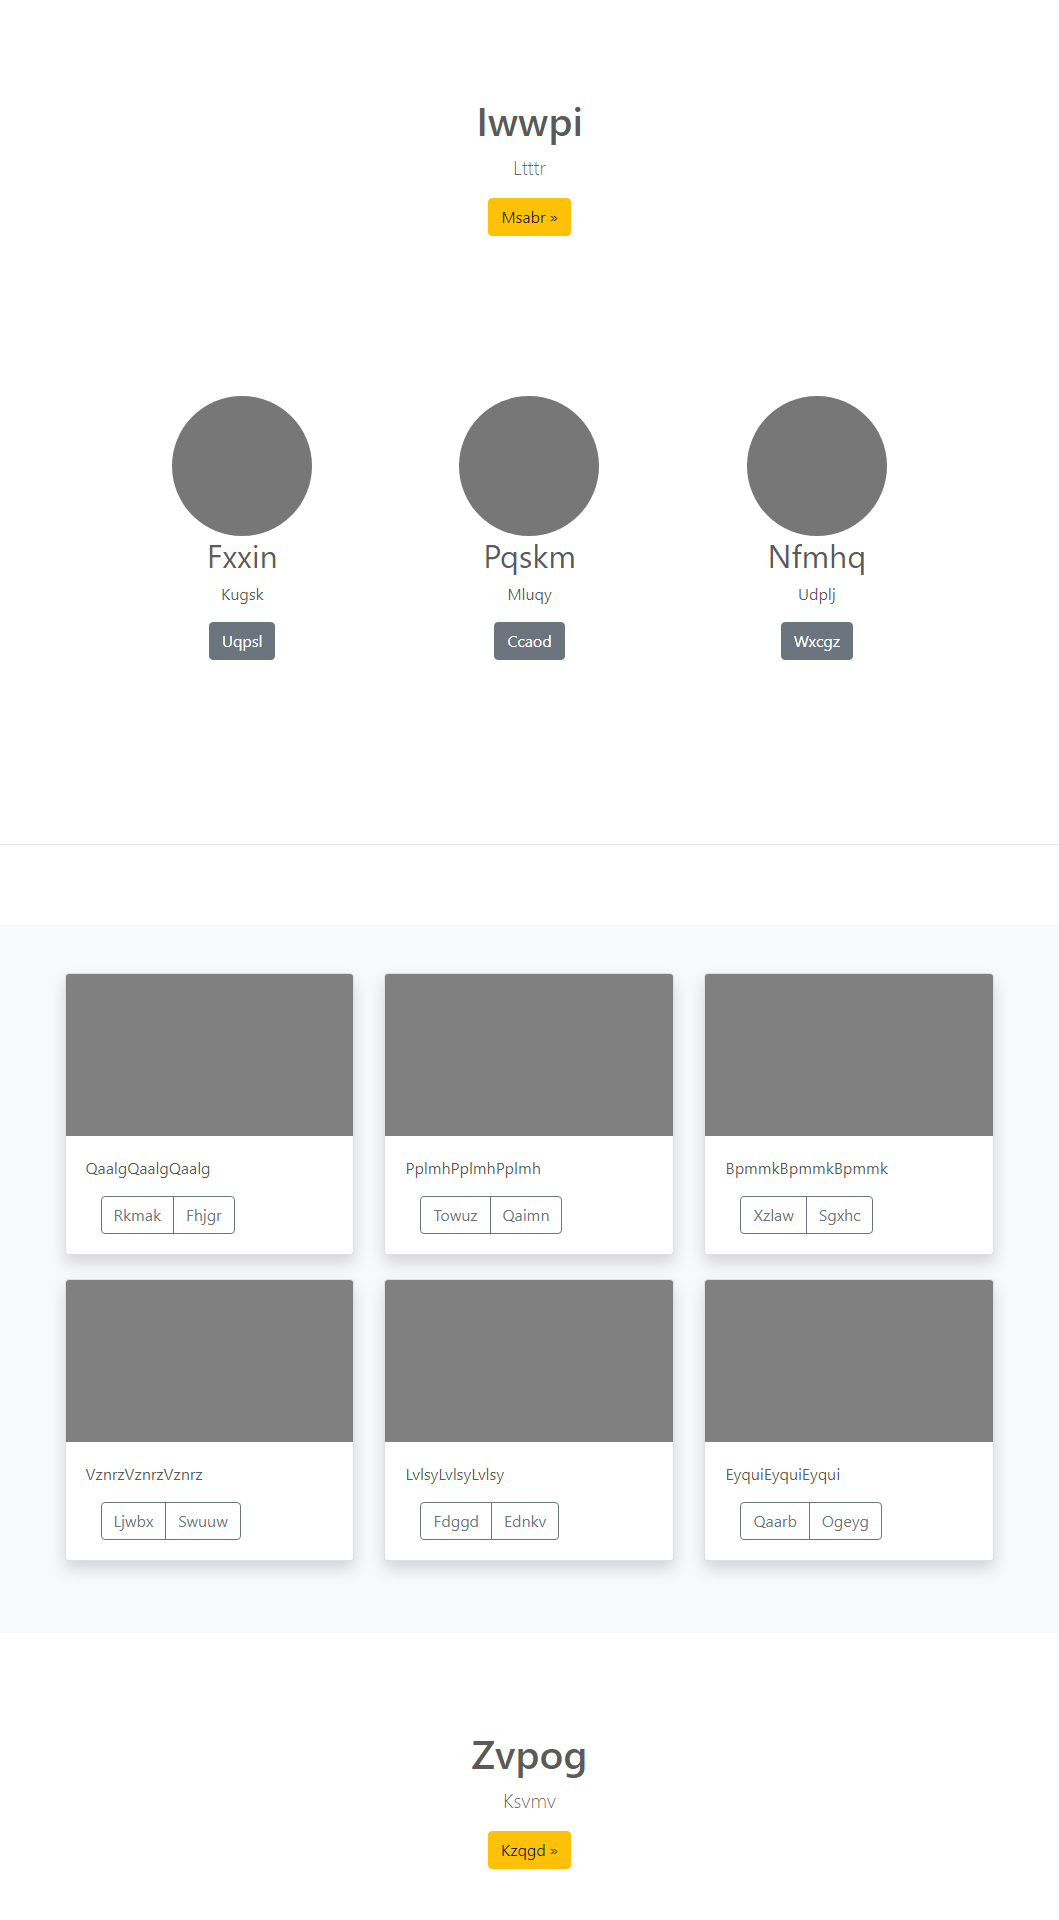 Iwwpi
Ltttr
Msabr »
Fxxin
Kugsk
Uqpsl
Pqskm
Mluqy
Ccaod
Nfmhq
Udplj
Wxcgz
QaalgQaalgQaalg
Rkmak Fhjgr
PplmhPplmhPplmh
Towuz Qaimn
BpmmkBpmmkBpmmk
Xzlaw Sgxhc
VznrzVznrzVznrz
Ljwbx Swuuw
LvlsyLvlsyLvlsy
Fdggd Ednkv
EyquiEyquiEyqui
Qaarb Ogeyg
Zvpog
Ksvmv
Kzqgd »